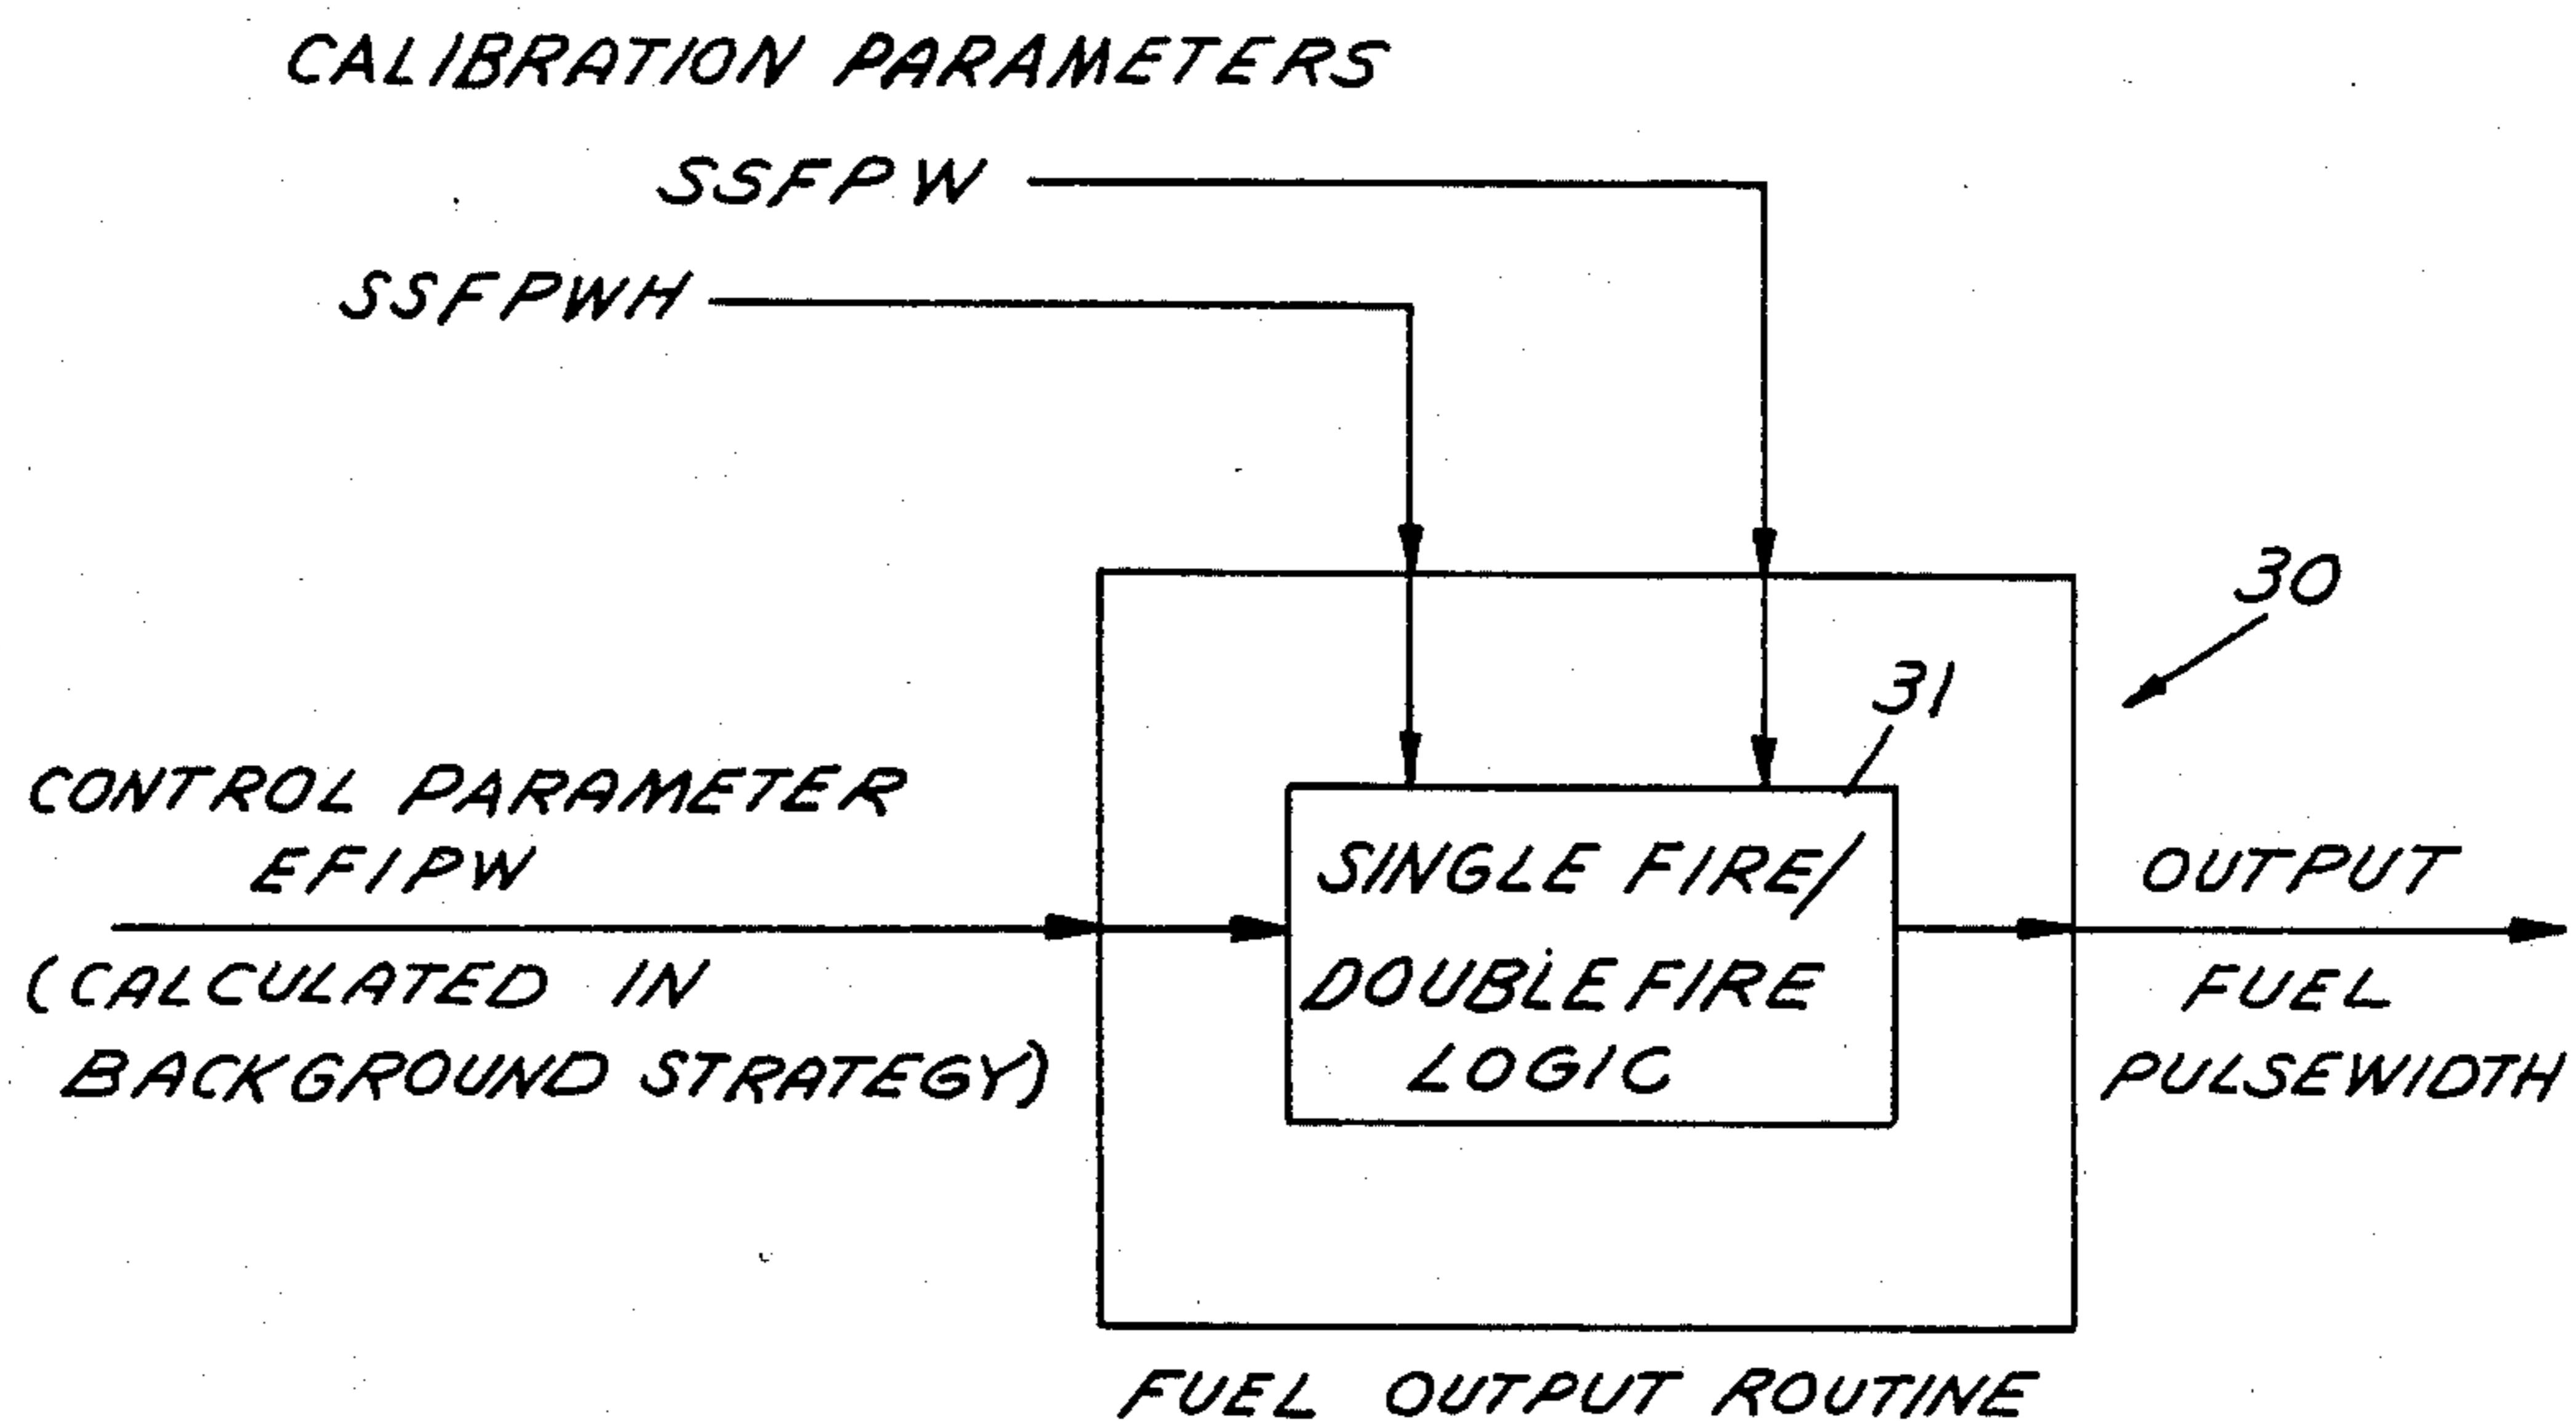 CALIBRATION PARAMETERS
SSFPW
SSFPWH
30
31
CONTROL PARAMETER
EFIPW
(CALCULATED IN
BACKGROUND STRATEGY)
SINGLE FIRE/
DOUBLE FIRE
LOGIC
OUTPUT
FUEL
PULSEWIDTH
FUEL OUTPUT ROUTINE